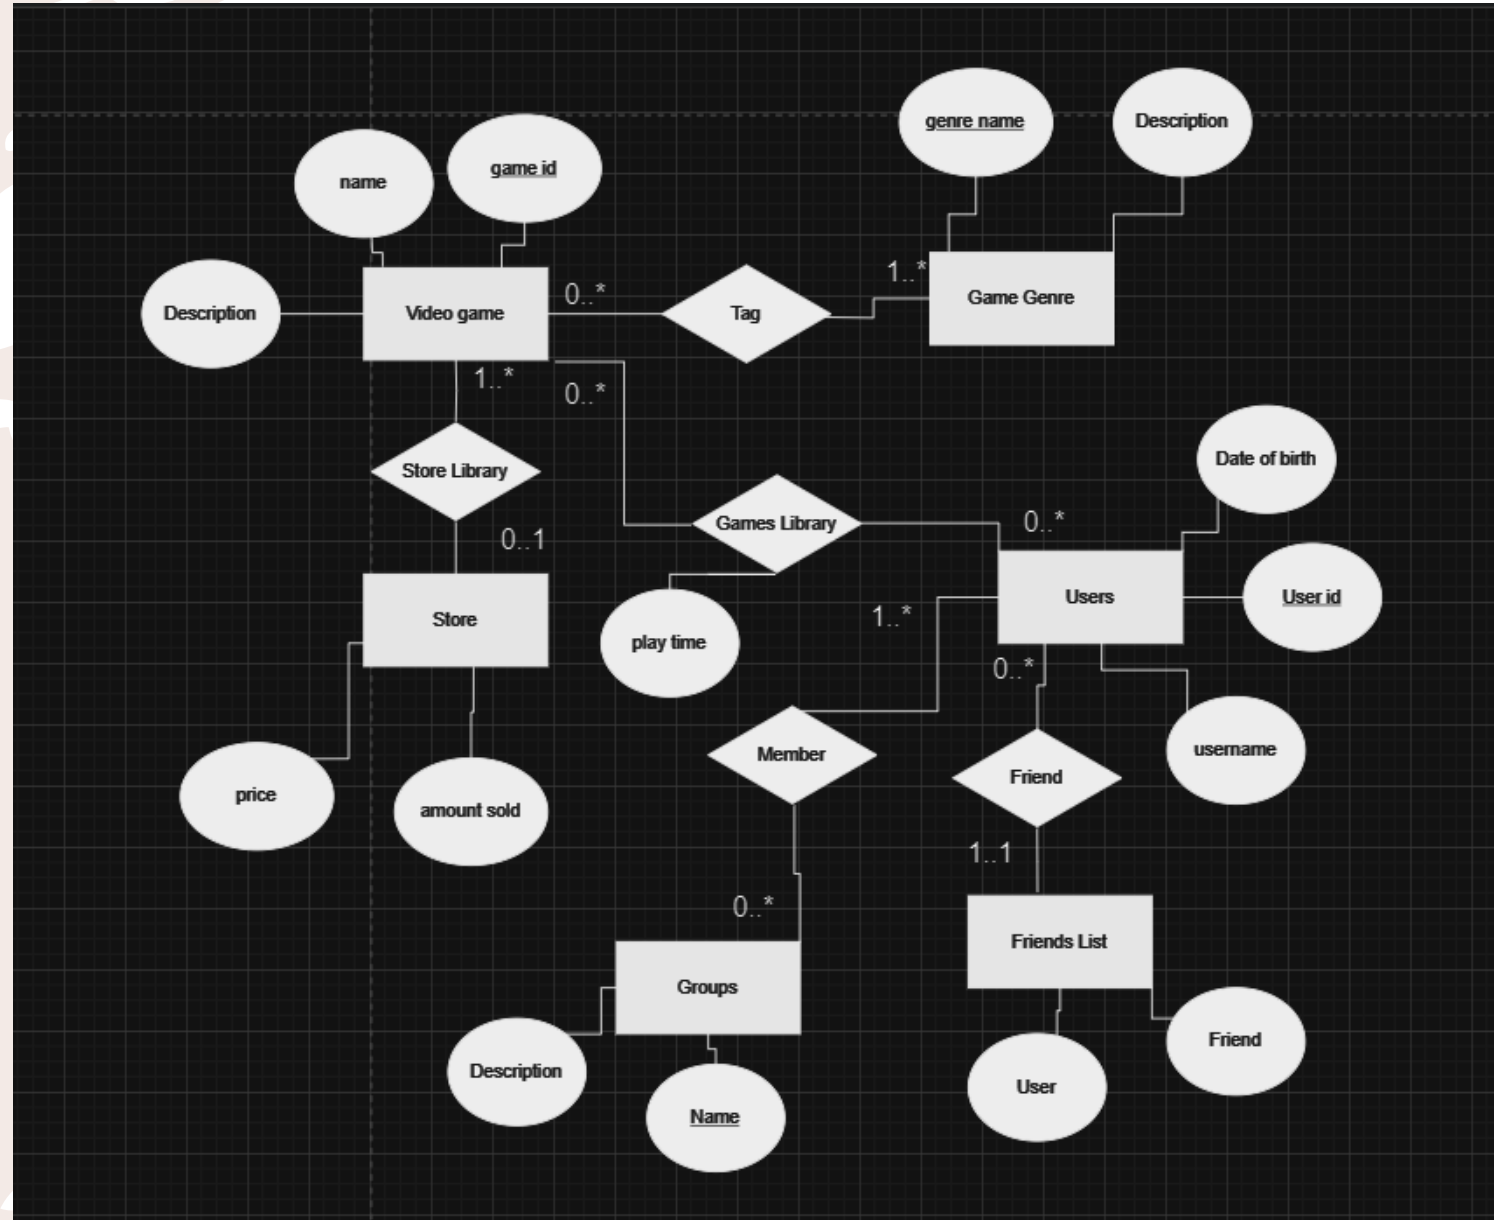 genre name
Description
game id
name
Description
Video game
0..*
Tag
1..*
Game Genre
1..*
0..*
Date of birth
Store Library
Games Library
0..*
0..1
Users
User id
Store
1..*
play time
0..*
username
Member
Friend
price
amount sold
1..1
0..*
Friends List
Groups
Friend
Description
User
Name